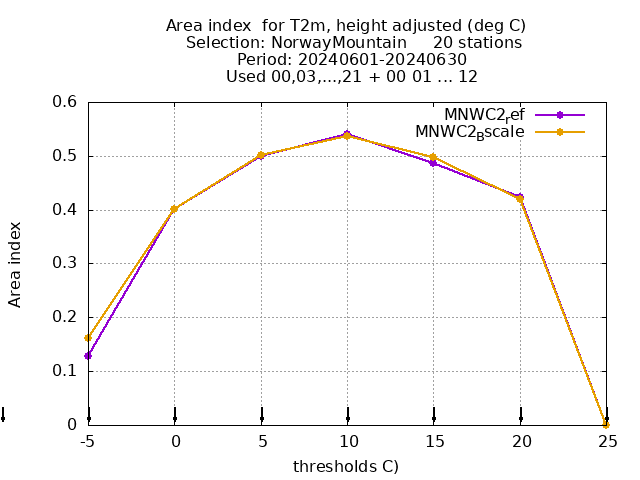 Area index  for T2m, height adjusted (deg C)
Selection: NorwayMountain     20 stations
Period: 20240601-20240630
Used 00,03,...,21 + 00 01 ... 12
MNWC2_ref
MNWC2_Bscale
0.6
0.5
0.4
0.3
0.2
0.1
0
Area index
-5 0 5 10 15 20 25
thresholds C)